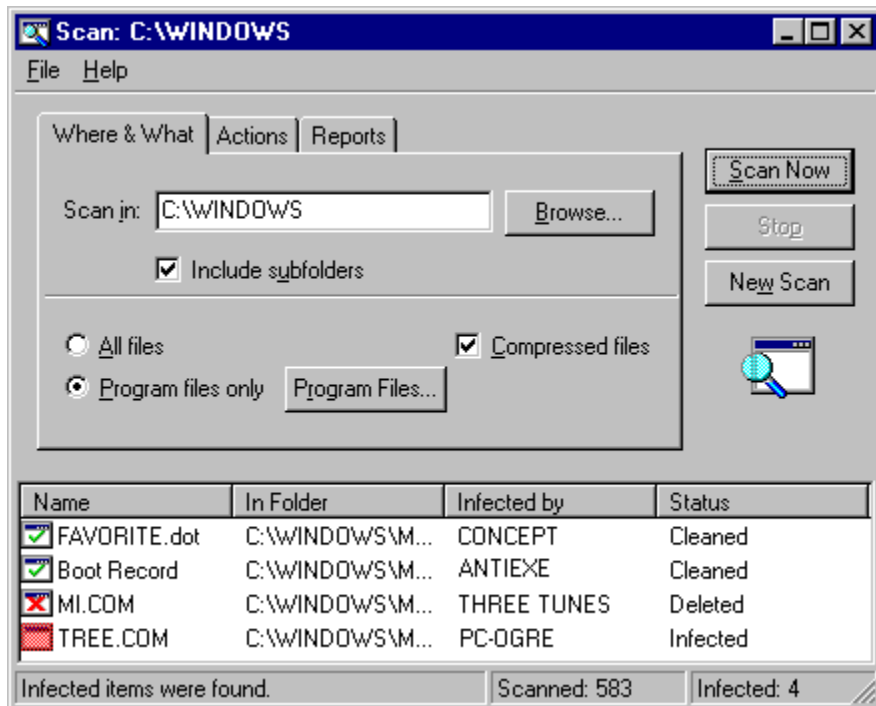 Scan: C:\WINDOWS
File Help
Where & What Actions Reports
Scan in: C:\WINDOWS Browse...
Include subfolders
All files
Compressed files
Program files only Program Files...
Scan Now
Stop
New Scan
Name In Folder Infected by Status
FAVORITE.dot C:\WINDOWS\M... CONCEPT Cleaned
Boot Record C:\WINDOWS\M... ANTIEXE Cleaned
MI.COM C:\WINDOWS\M... THREE TUNES Deleted
TREE.COM C:\WINDOWS\M... PC-OGRE Infected
Infected items were found. Scanned: 583 Infected: 4